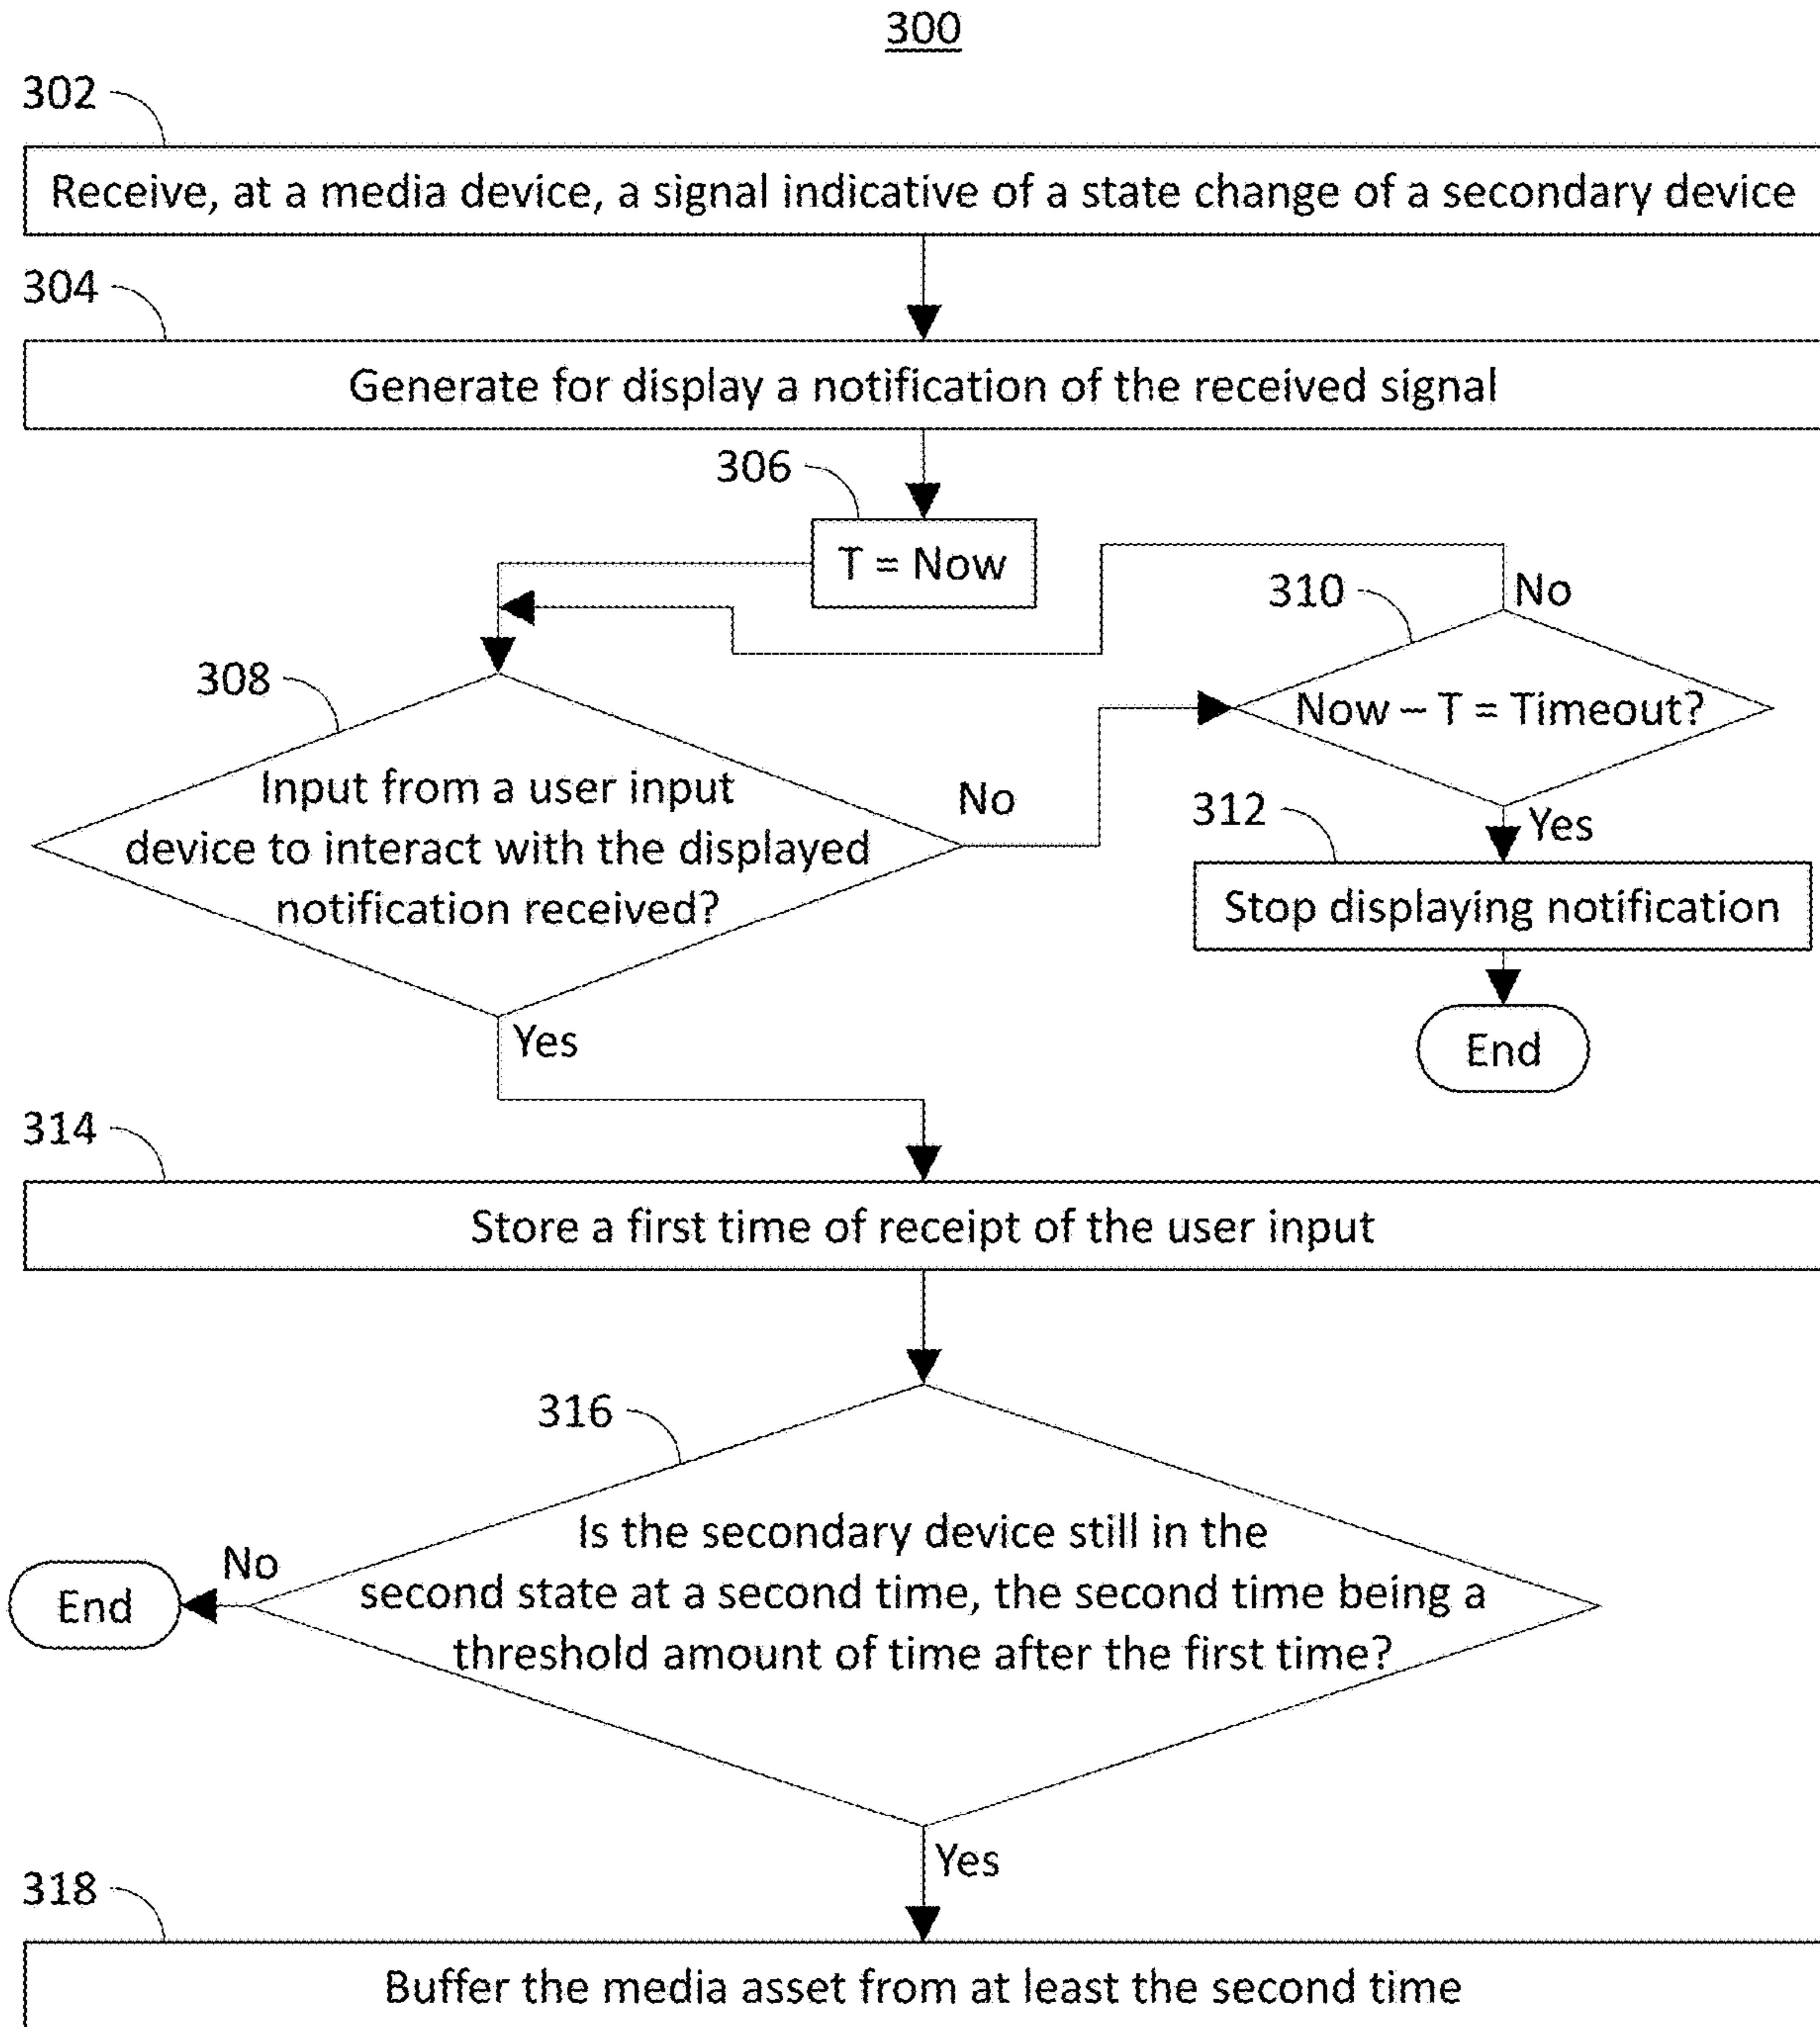 300
302
Receive, at a media device, a signal indicative of a state change of a secondary device
304
Generate for display a notification of the received signal
306
T = Now
310
No
308
Now – T = Timeout?
Input from a user input
device to interact with the displayed
notification received?
No
312
Yes
Stop displaying notification
End
Yes
314
Store a first time of receipt of the user input
316
Is the secondary device still in the
second state at a second time, the second time being a
threshold amount of time after the first time?
No
End
Yes
318
Buffer the media asset from at least the second time